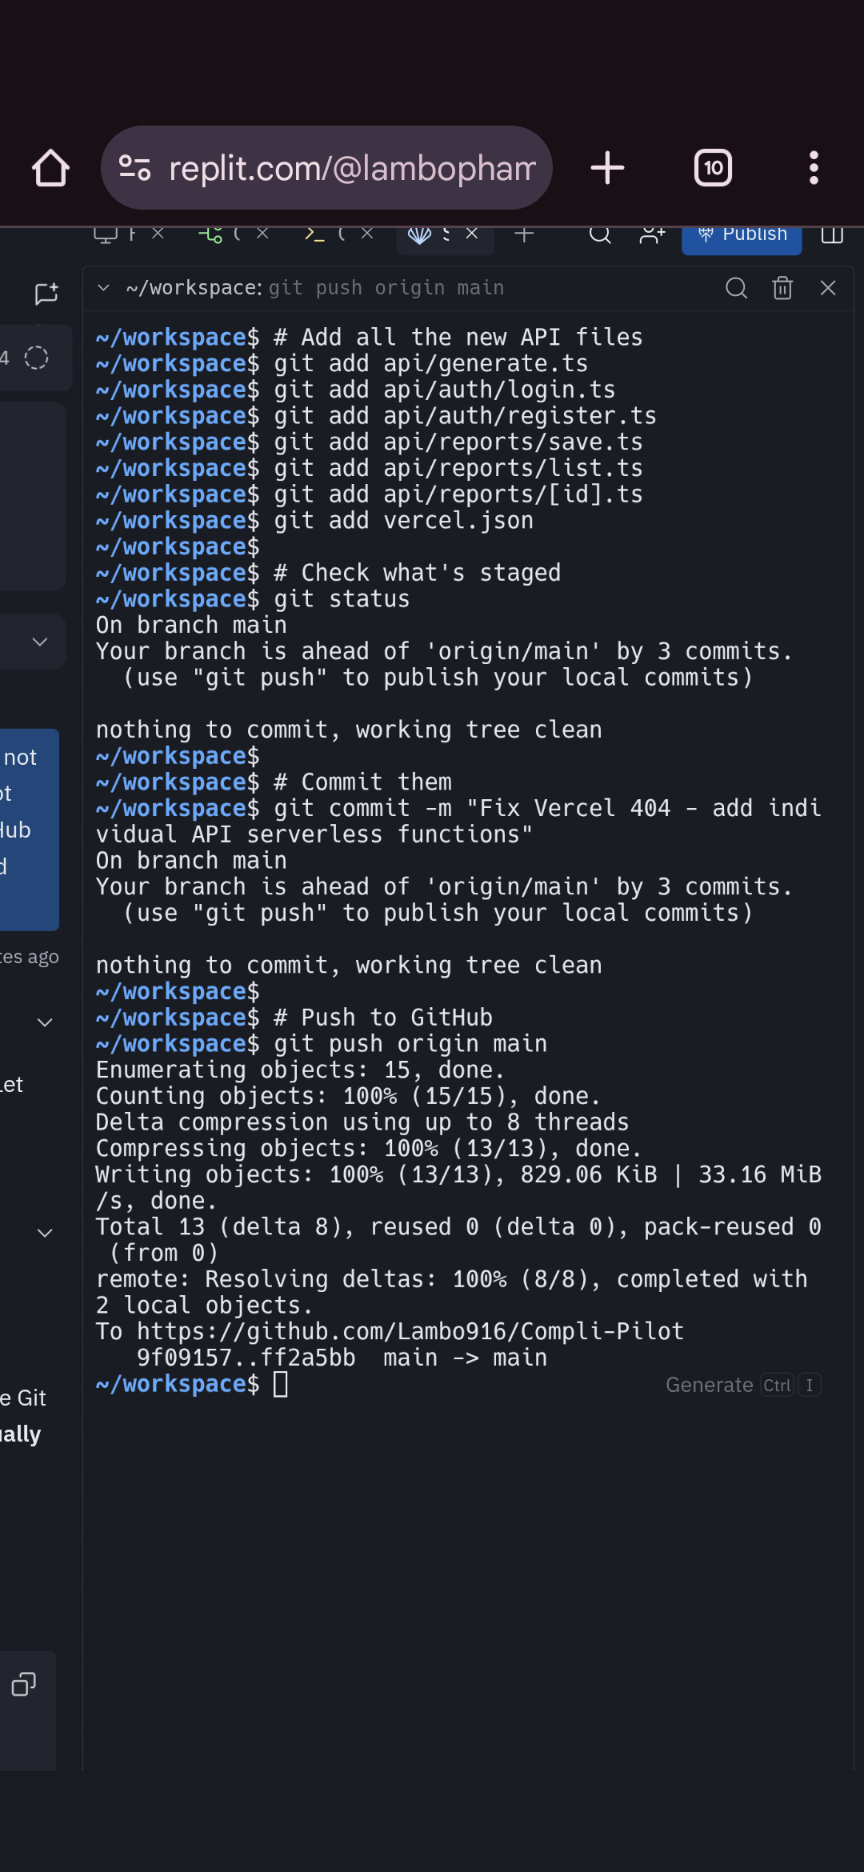 replit.com/@lambopham
10
Publish
~/workspace: git push origin main
4
~/workspace$ # Add all the new API files
~/workspace$ git add api/generate.ts
~/workspace$ git add api/auth/login.ts
~/workspace$ git add api/auth/register.ts
~/workspace$ git add api/reports/save.ts
~/workspace$ git add api/reports/list.ts
~/workspace$ git add api/reports/[id].ts
~/workspace$ git add vercel.json
~/workspace$
~/workspace$ # Check what's staged
~/workspace$ git status
On branch main
Your branch is ahead of 'origin/main' by 3 commits.
(use "git push" to publish your local commits)
nothing to commit, working tree clean
~/workspace$
~/workspace$ # Commit them
~/workspace$ git commit -m "Fix Vercel 404 - add indi
vidual API serverless functions"
On branch main
Your branch is ahead of 'origin/main' by 3 commits.
(use "git push" to publish your local commits)
nothing to commit, working tree clean
~/workspace$
~/workspace$ # Push to GitHub
~/workspace$ git push origin main
Enumerating objects: 15, done.
Counting objects: 100% (15/15), done.
Delta compression using up to 8 threads
Compressing objects: 100% (13/13), done.
Writing objects: 100% (13/13), 829.06 KiB | 33.16 MiB
/s, done.
Total 13 (delta 8), reused 0 (delta 0), pack-reused 0
(from 0)
remote: Resolving deltas: 100% (8/8), completed with
2 local objects.
To https://github.com/Lambo916/Compli-Pilot
9f09157..ff2a5bb main -> main
~/workspace$
Generate Ctrl I
not
ot
Hub
d
tes ago
Let
e Git
ually